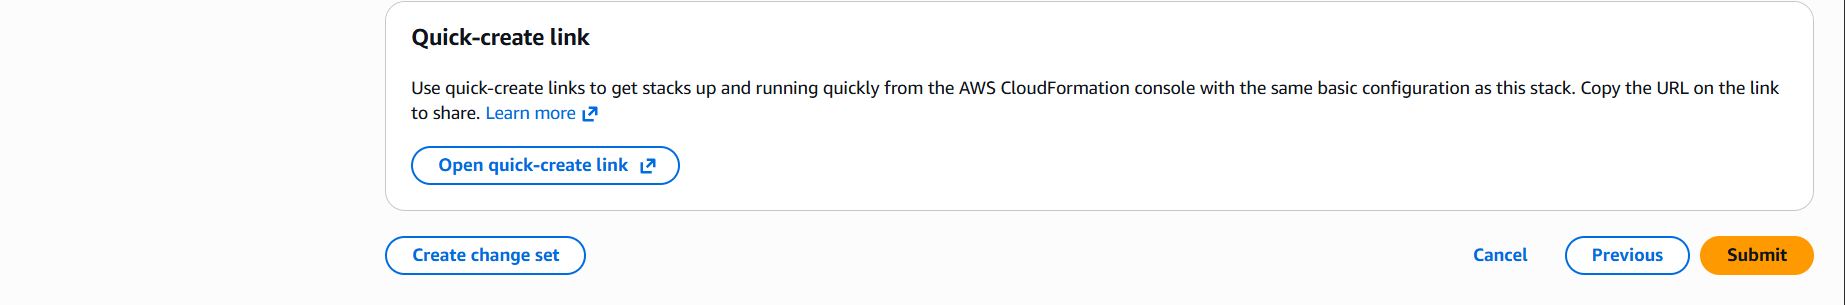 Quick-create link
Use quick-create links to get stacks up and running quickly from the AWS CloudFormation console with the same basic configuration as this stack. Copy the URL on the link
to share. Learn more
Open quick-create link
Create change set
Cancel
Previous
Submit